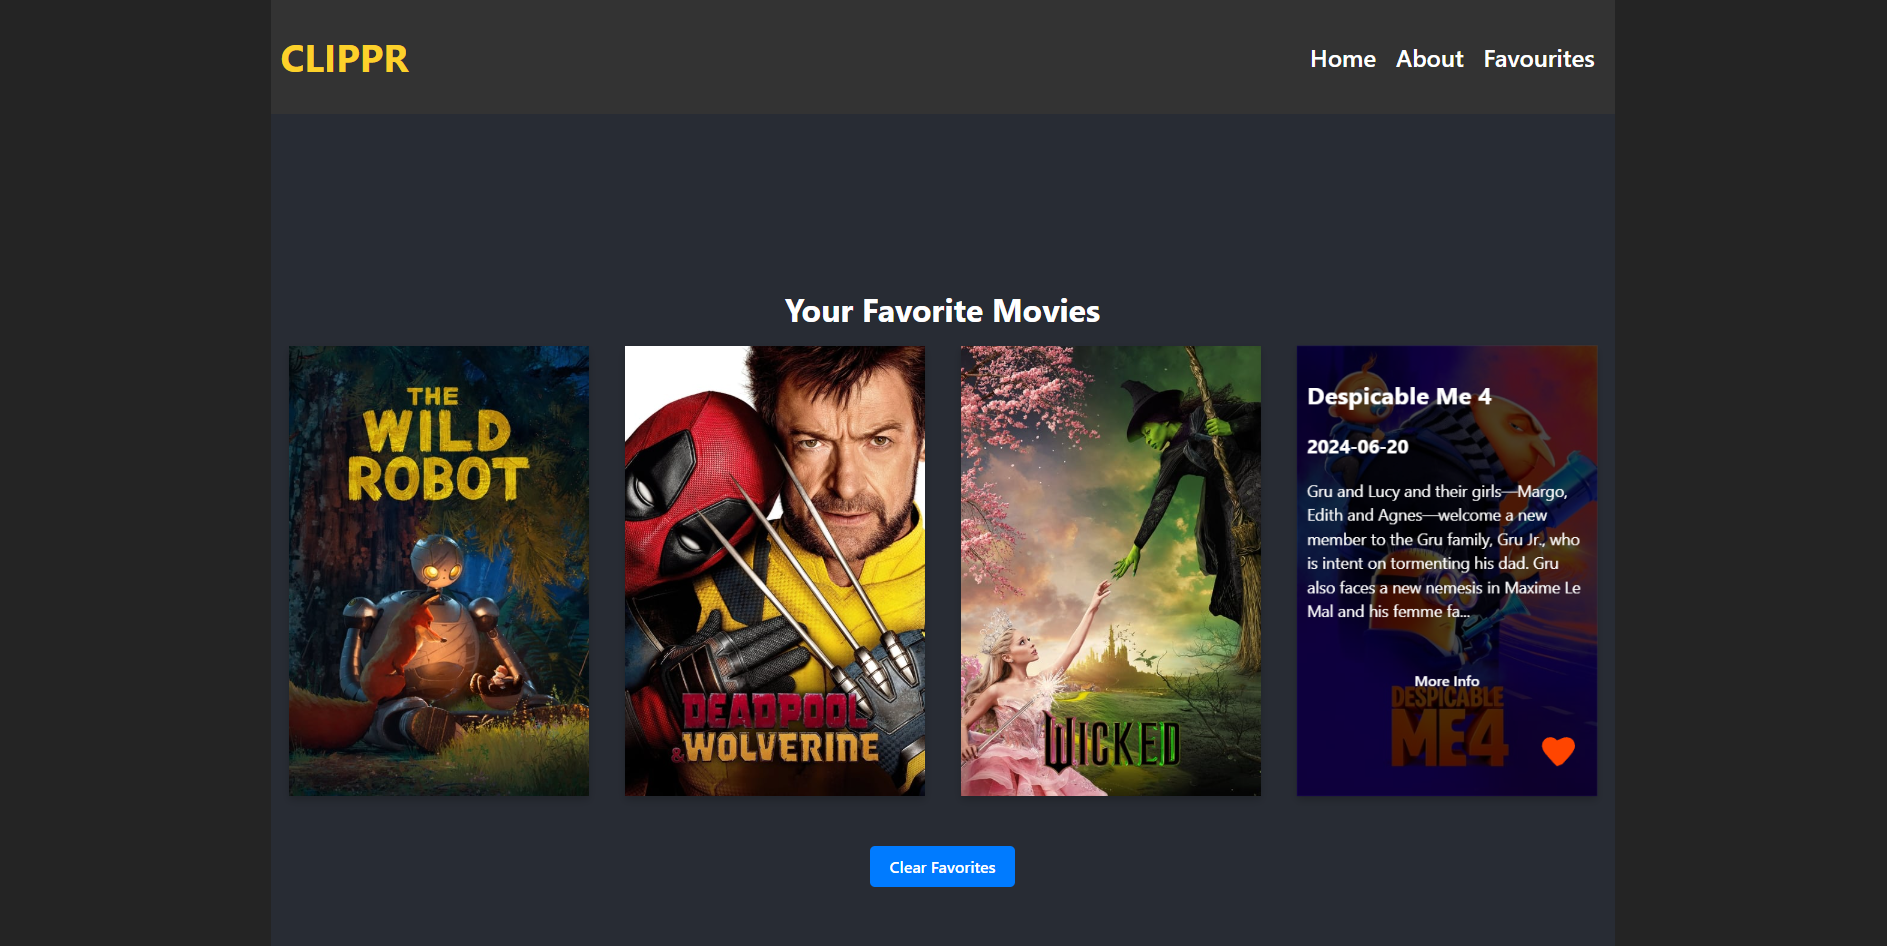 CLIPPR
Home About Favourites
Your Favorite Movies
THE
WILD
ROBOT
DEADPOOL
&WOLVERINE
WICKED
Despicable Me 4
2024-06-20
Gru and Lucy and their girls—Margo,
Edith and Agnes—welcome a new
member to the Gru family, Gru Jr., who
is intent on tormenting his dad. Gru
also faces a new nemesis in Maxime Le
Mal and his femme fa...
More Info
DESPICABLE
ME4
Clear Favorites